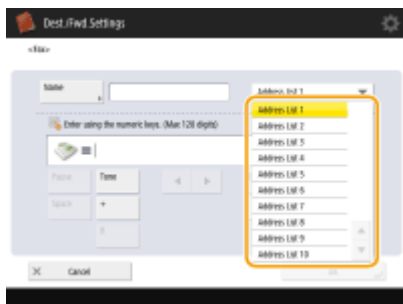 Dest./Fwd Settings
<Fax>
Name
Address List 1
Enter using the numeric keys. (Max 120 digits)
=
Pause
Tone
Space
+
R
Address List 1
Address List 2
Address List 3
Address List 4
Address List 5
Address List 6
Address List 7
Address List 8
Address List 9
Address List 10
× Cancel
OK